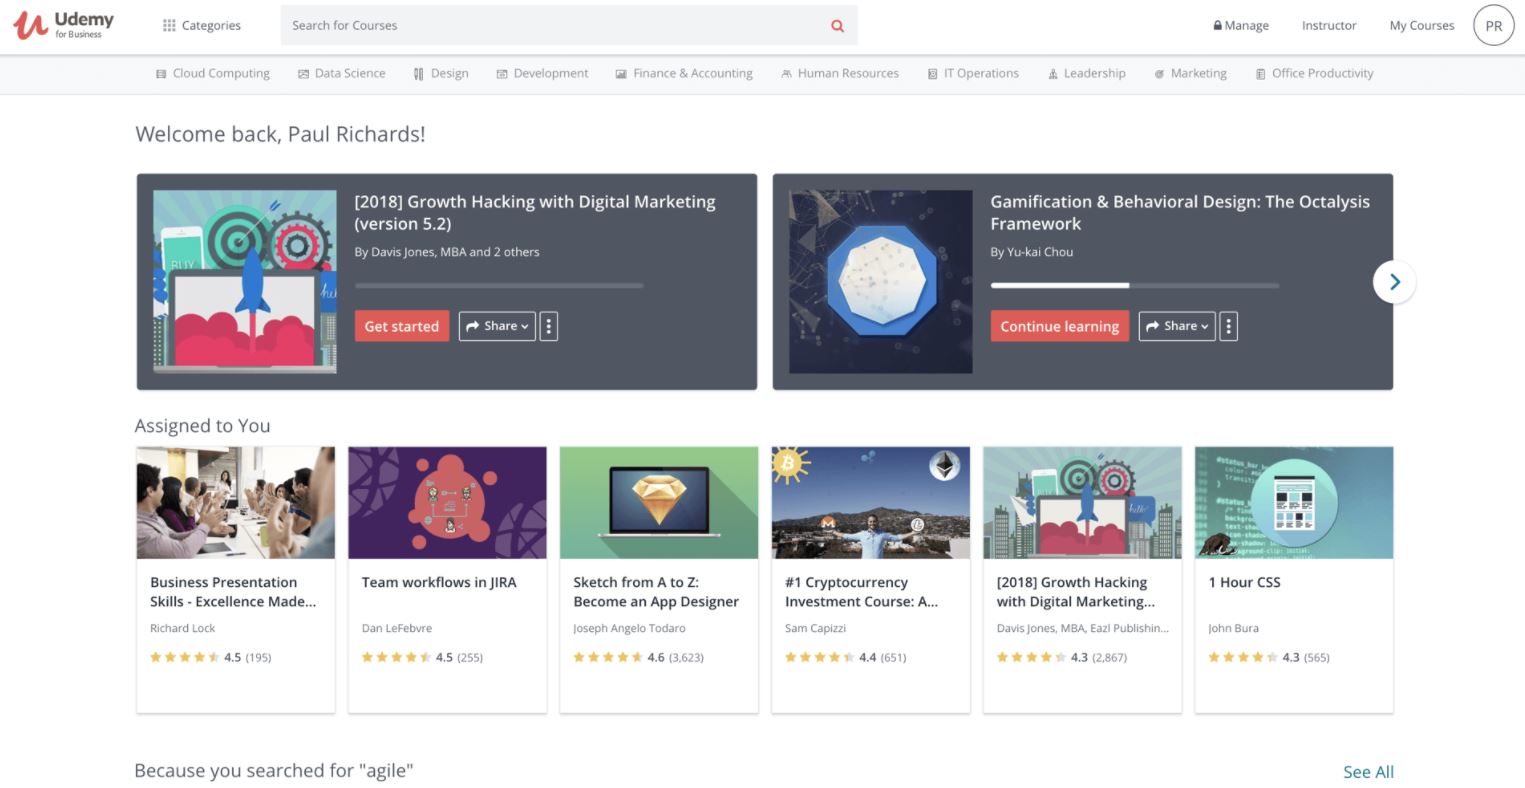 Udemy
for Business
Categories
Search for Courses
Manage
Instructor
My Courses
PR
Cloud Computing
Data Science
Design
Development
Finance & Accounting
Human Resources
IT Operations
Leadership
Marketing
Office Productivity
Welcome back, Paul Richards!
[2018] Growth Hacking with Digital Marketing
(version 5.2)
By Davis Jones, MBA and 2 others
Get started
Share
BUY
Gamification & Behavioral Design: The Octalysis
Framework
By Yu-kai Chou
Continue learning
Share
Assigned to You
Business Presentation
Skills - Excellence Made...
Richard Lock
4.5 (195)
Team workflows in JIRA
Dan LeFebvre
4.5 (255)
Sketch from A to Z:
Become an App Designer
Joseph Angelo Todaro
4.6 (3,623)
#1 Cryptocurrency
Investment Course: A...
Sam Capizzi
4.4 (651)
[2018] Growth Hacking
with Digital Marketing...
Davis Jones, MBA, Eazl Publishin...
4.3 (2,867)
1 Hour CSS
John Bura
4.3 (565)
Because you searched for "agile"
See All